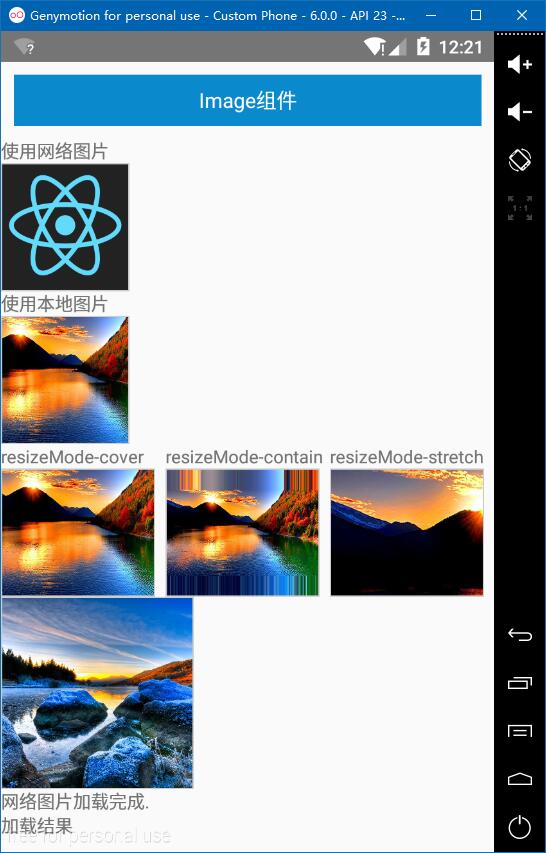 Genymotion for personal use - Custom Phone - 6.0.0 - API 23 -...
12:21
Image组件
使用网络图片
使用本地图片
resizeMode-cover resizeMode-contain resizeMode-stretch
网络图片加载完成.
加载结果
free for personal use
1:1